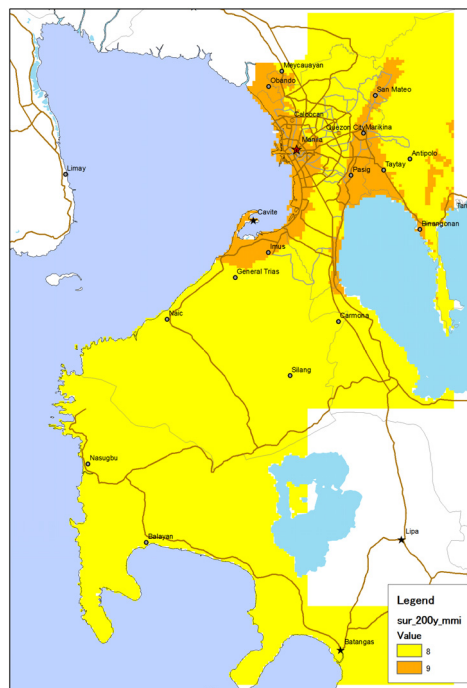 Meycauayan
Obando
San Mateo
Caloocan
Quezon City
Marikina
Manila
Antipolo
Limay
Pasig
Taytay
Cavite
Binangonan
Imus
General Trias
Naic
Carmona
Silang
Nasugbu
Balayan
Lipa
Batangas
Legend
sur_200y_mmi
Value
8
9